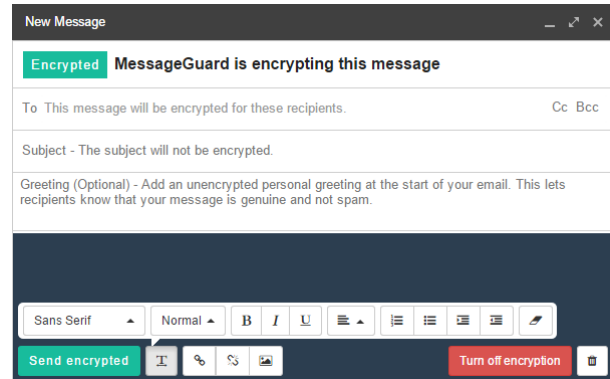 New Message
Encrypted MessageGuard is encrypting this message
To This message will be encrypted for these recipients. Cc Bcc
Subject - The subject will not be encrypted.
Greeting (Optional) - Add an unencrypted personal greeting at the start of your email. This lets
recipients know that your message is genuine and not spam.
Sans Serif Normal B I U
Send encrypted T Turn off encryption